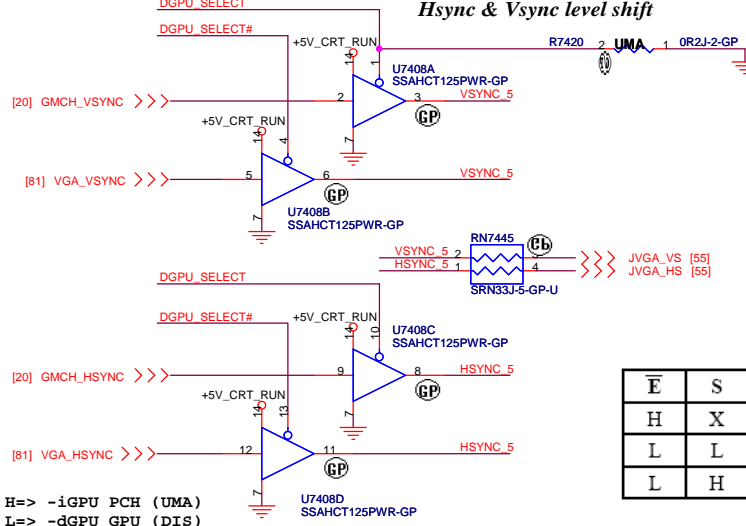 DGPU_SELECT
Hsync & Vsync level shift
DGPU_SELECT#
+5V_CRT_RUN
R7420 2 UMA 1 0R2J-2-GP
14
1
U7408A
SSAHCT125PWR-GP
[20] GMCH_VSYNC
2
3
VSYNC_5
GP
+5V_CRT_RUN
14
4
7
[81] VGA_VSYNC
5
6
VSYNC_5
GP
7
U7408B
SSAHCT125PWR-GP
RN7445
VSYNC_5 2
JVGA_VS [55]
HSYNC_5 1
4
JVGA_HS [55]
SRN33J-5-GP-U
DGPU_SELECT
DGPU_SELECT#
+5V_CRT_RUN
14
10
U7408C
SSAHCT125PWR-GP
[20] GMCH_HSYNC
9
8
HSYNC_5
GP
+5V_CRT_RUN
14
13
7
[81] VGA_HSYNC
12
11
HSYNC_5
GP
7
U7408D
SSAHCT125PWR-GP
E̅ S
H X
L L
L H
H=> -iGPU PCH (UMA)
L=> -dGPU GPU (DIS)